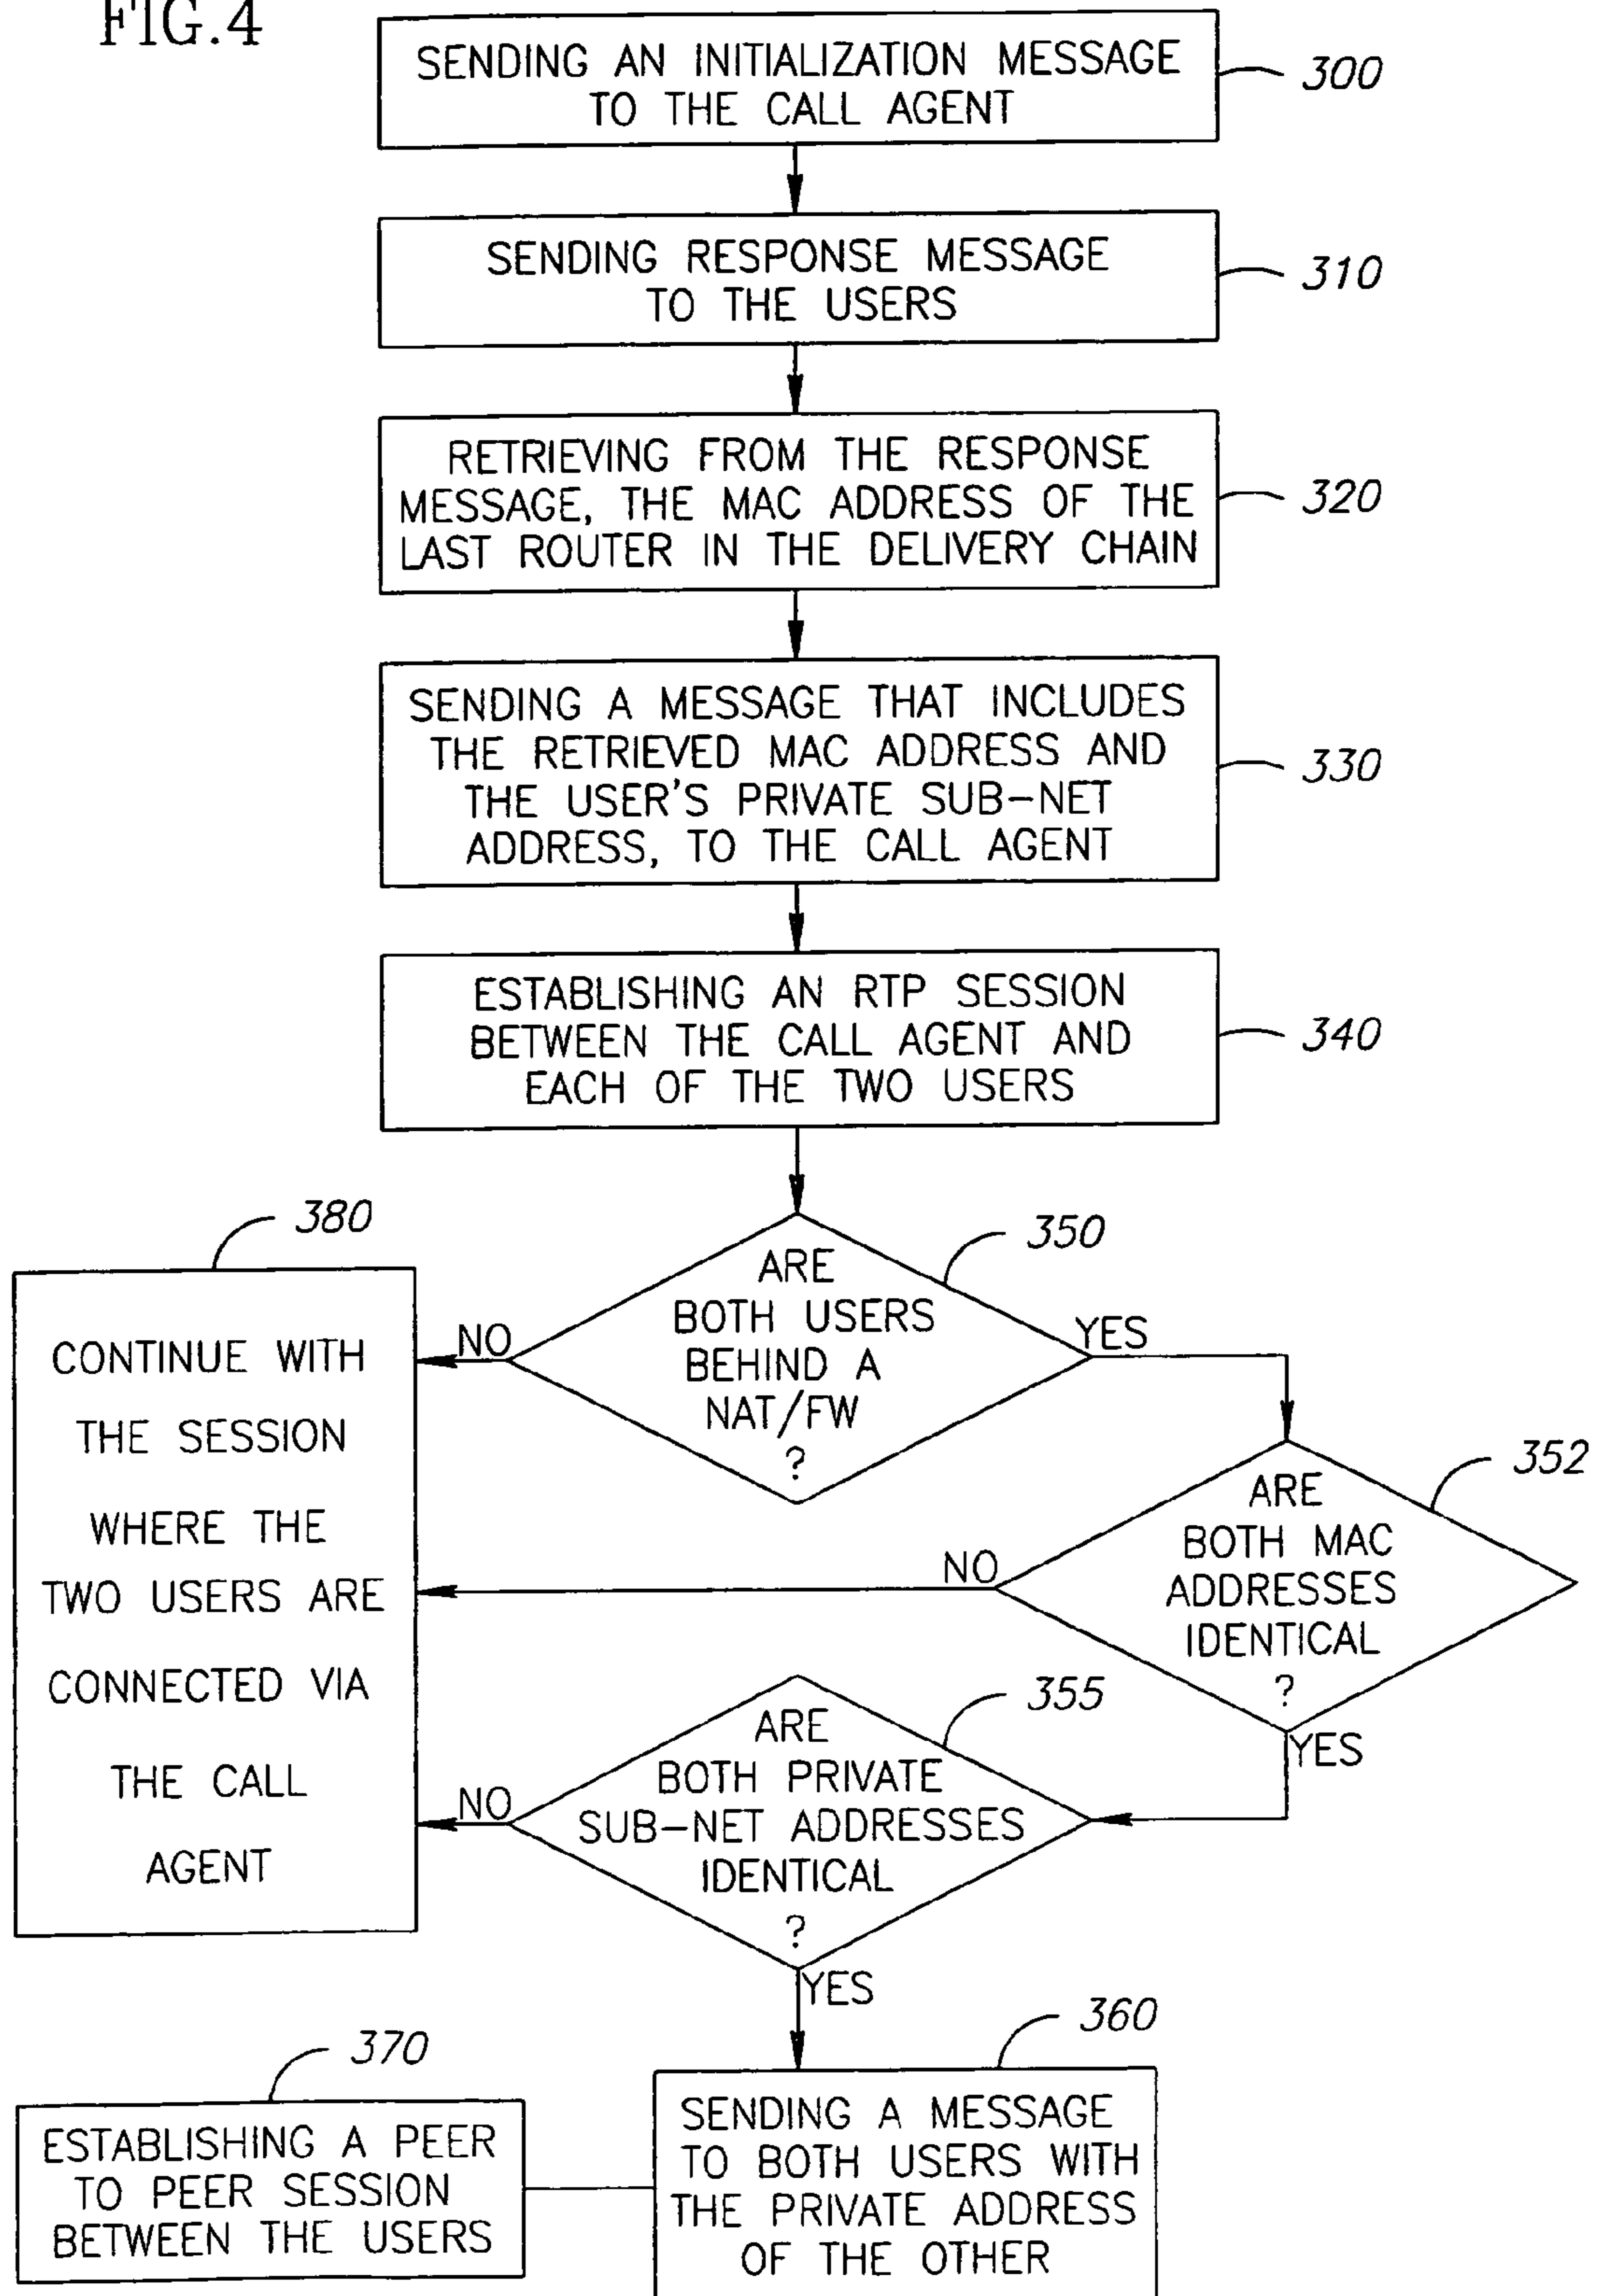 FIG.4
SENDING AN INITIALIZATION MESSAGE
TO THE CALL AGENT
300
SENDING RESPONSE MESSAGE
TO THE USERS
310
RETRIEVING FROM THE RESPONSE
MESSAGE, THE MAC ADDRESS OF THE
LAST ROUTER IN THE DELIVERY CHAIN
320
SENDING A MESSAGE THAT INCLUDES
THE RETRIEVED MAC ADDRESS AND
THE USER'S PRIVATE SUB-NET
ADDRESS, TO THE CALL AGENT
330
ESTABLISHING AN RTP SESSION
BETWEEN THE CALL AGENT AND
EACH OF THE TWO USERS
340
380
CONTINUE WITH
THE SESSION
WHERE THE
TWO USERS ARE
CONNECTED VIA
THE CALL
AGENT
350
ARE
BOTH USERS
BEHIND A
NAT/FW
?
NO
YES
352
ARE
BOTH MAC
ADDRESSES
IDENTICAL
?
NO
YES
355
ARE
BOTH PRIVATE
SUB-NET ADDRESSES
IDENTICAL
?
NO
YES
360
SENDING A MESSAGE
TO BOTH USERS WITH
THE PRIVATE ADDRESS
OF THE OTHER
370
ESTABLISHING A PEER
TO PEER SESSION
BETWEEN THE USERS